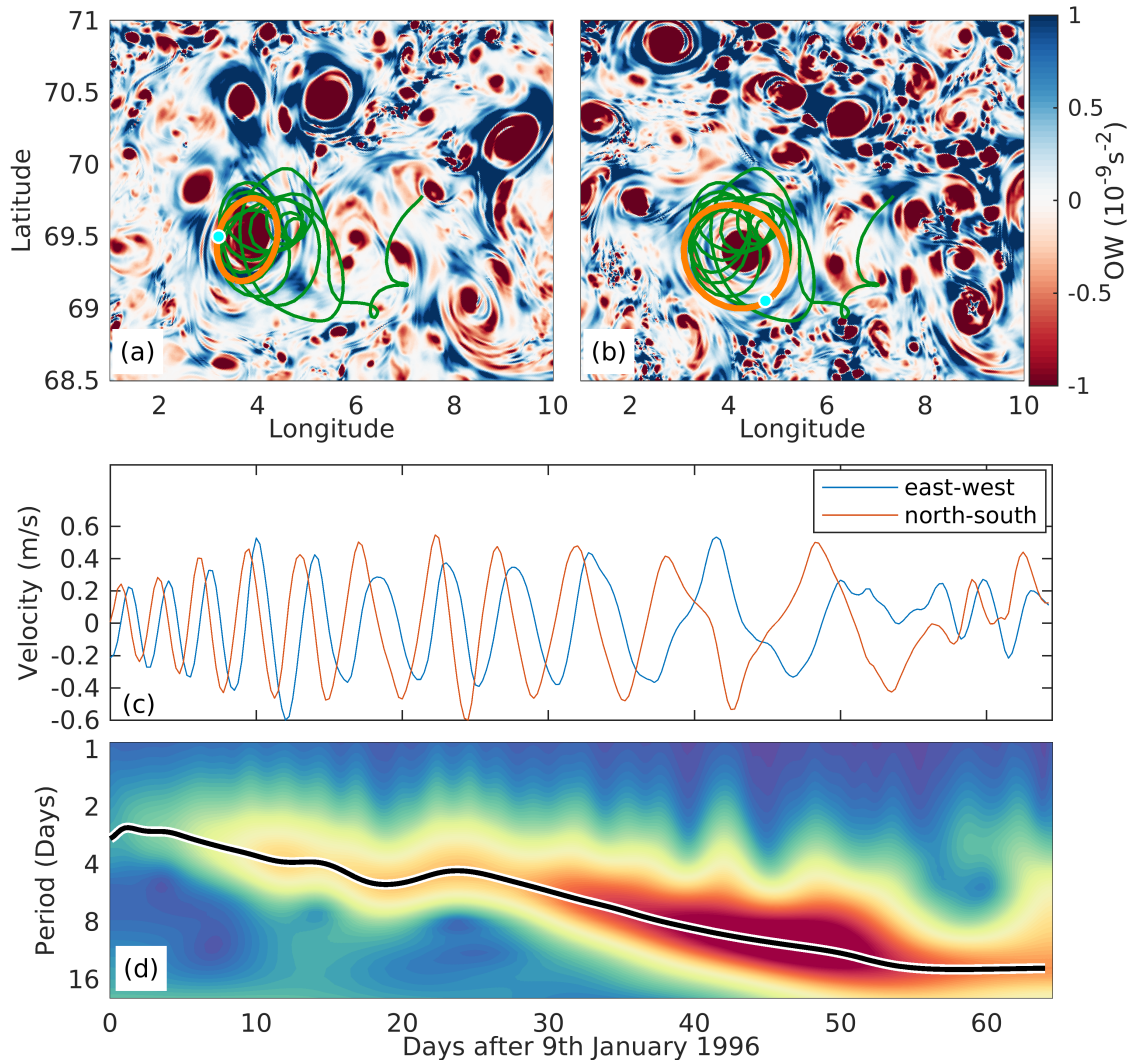 71
70.5
70
69.5
69
68.5
Latitude
(a)
2 4 6 8 10
Longitude
(b)
2 4 6 8 10
Longitude
1
0.5
0
-0.5
-1
OW (10⁻⁹s⁻²)
0.6
0.4
0.2
0
-0.2
-0.4
-0.6
Velocity (m/s)
east-west
north-south
(c)
1
2
4
8
16
Period (Days)
(d)
0 10 20 30 40 50 60
Days after 9th January 1996